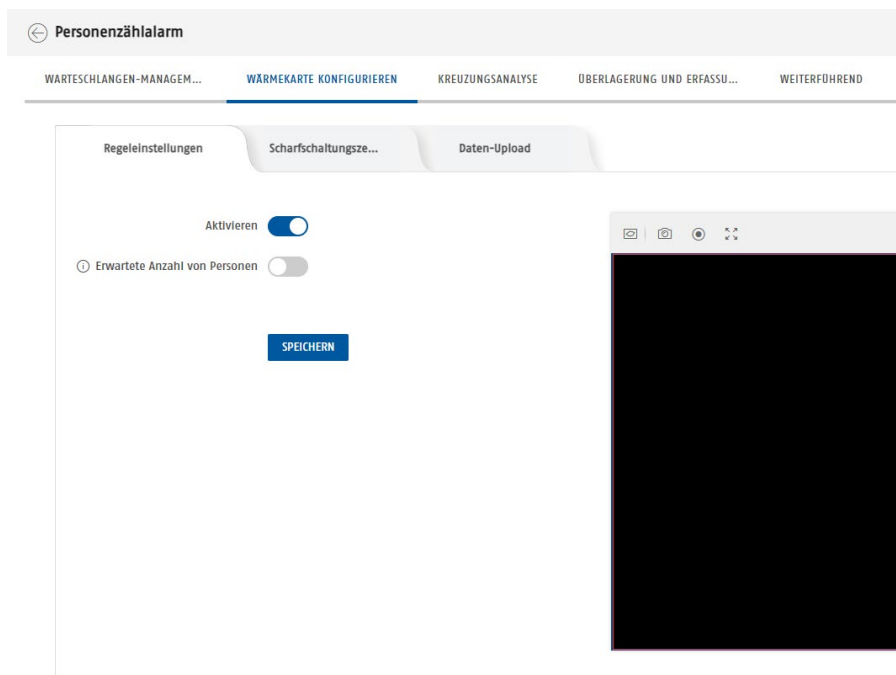 Personenzählalarm
WARTESCHLANGEN-MANAGEM... WÄRMEKARTE KONFIGURIEREN KREUZUNGSANALYSE ÜBERLAGERUNG UND ERFASSU... WEITERFÜHREND
Regeleinstellungen Scharfschaltungsze... Daten-Upload
Aktivieren
Erwartete Anzahl von Personen
SPEICHERN